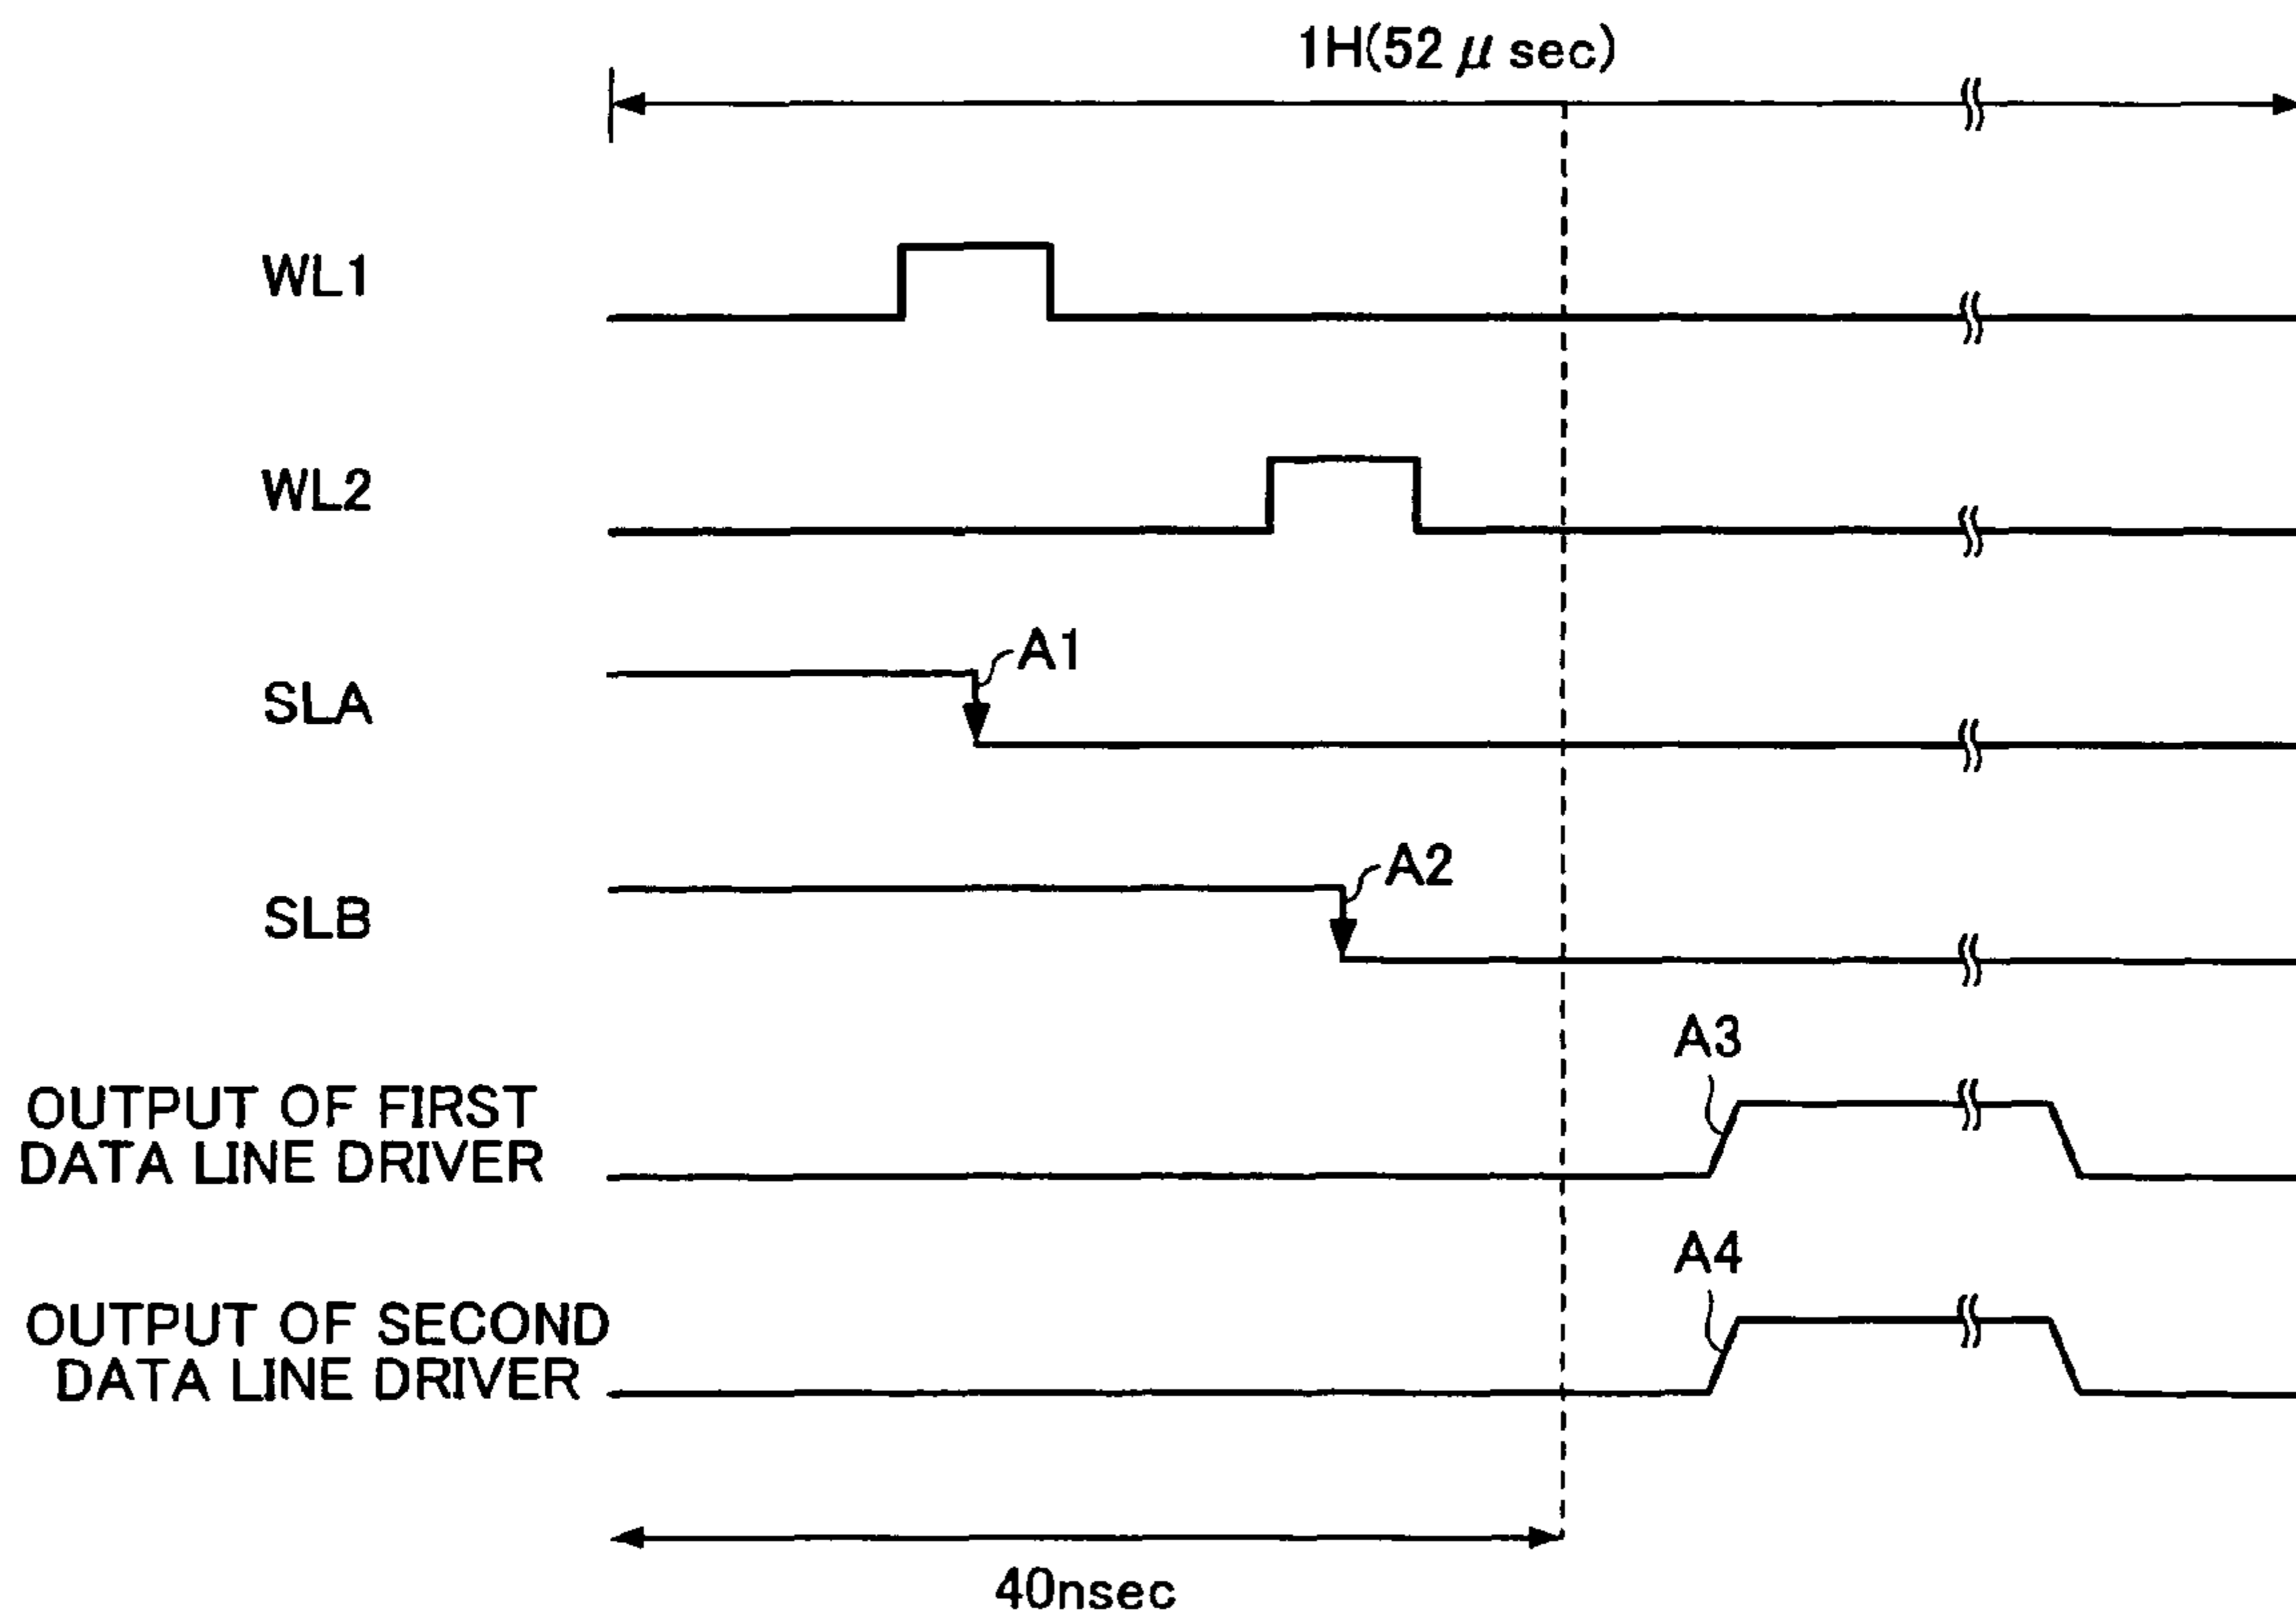 1H(52 μ sec)
WL1
WL2
SLA
A1
SLB
A2
OUTPUT OF FIRST
DATA LINE DRIVER
A3
OUTPUT OF SECOND
DATA LINE DRIVER
A4
40nsec